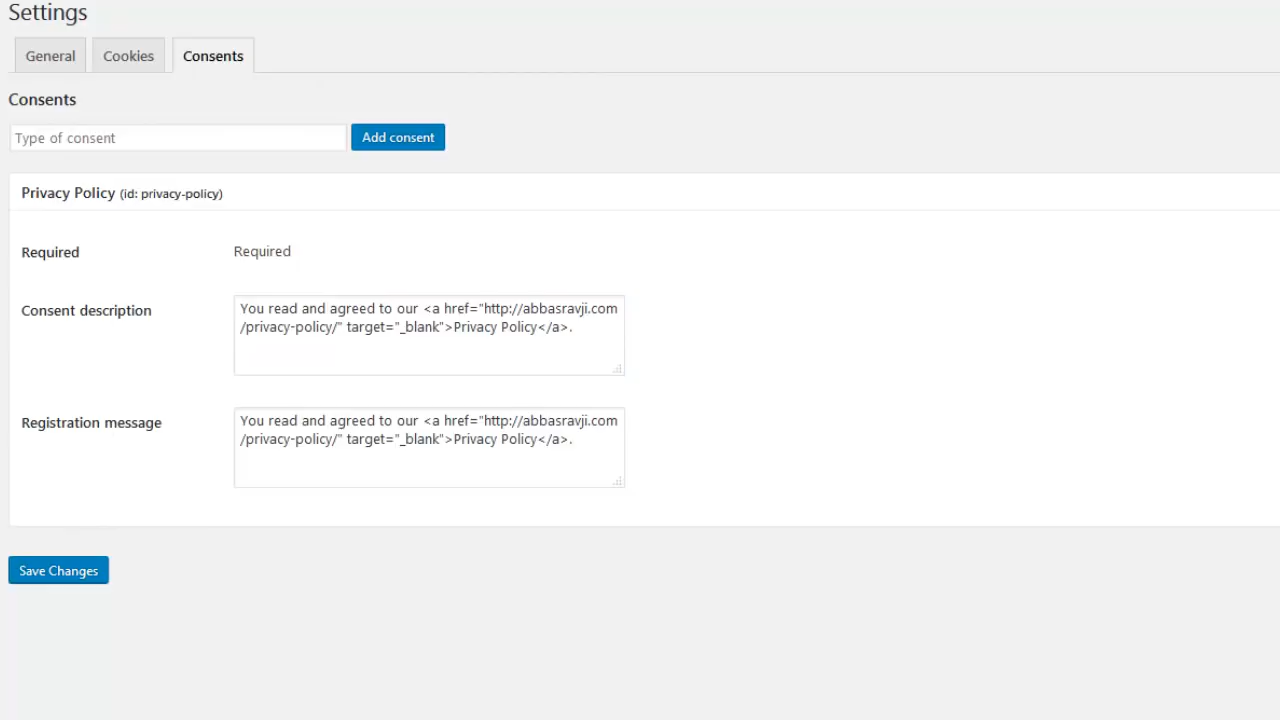 Settings
General
Cookies
Consents
Consents
Type of consent
Add consent
Privacy Policy (id: privacy-policy)
Required
Required
Consent description
You read and agreed to our <a href="http://abbasravji.com
/privacy-policy/" target="_blank">Privacy Policy</a>.
Registration message
You read and agreed to our <a href="http://abbasravji.com
/privacy-policy/" target="_blank">Privacy Policy</a>.
Save Changes